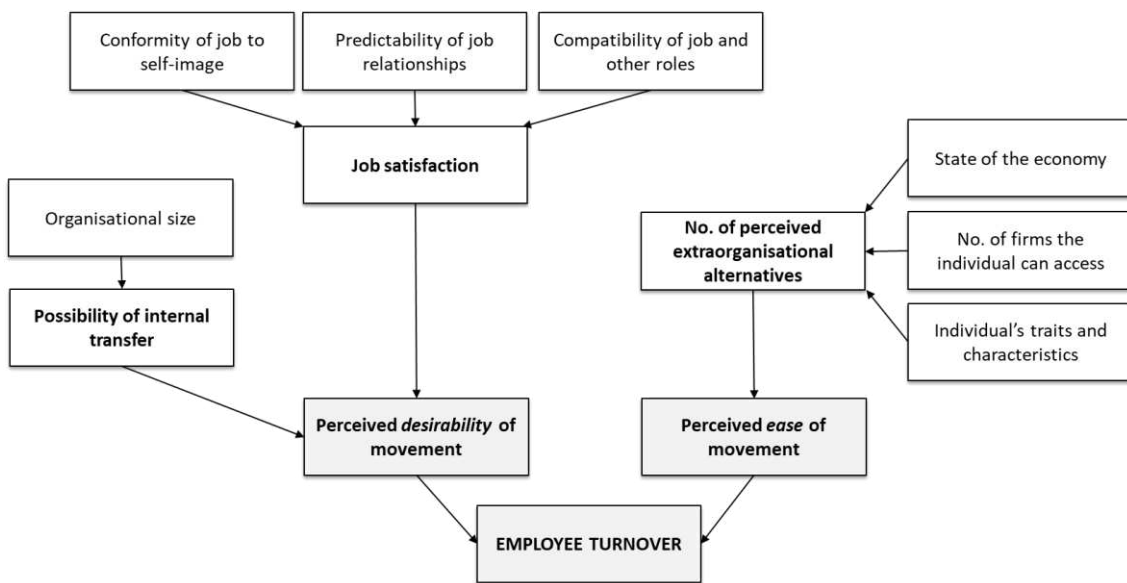 Conformity of job to
self-image
Predictability of job
relationships
Compatibility of job and
other roles
Job satisfaction
State of the economy
Organisational size
No. of perceived
extraorganisational
alternatives
No. of firms the
individual can access
Possibility of internal
transfer
Individual’s traits and
characteristics
Perceived desirability of
movement
Perceived ease of
movement
EMPLOYEE TURNOVER